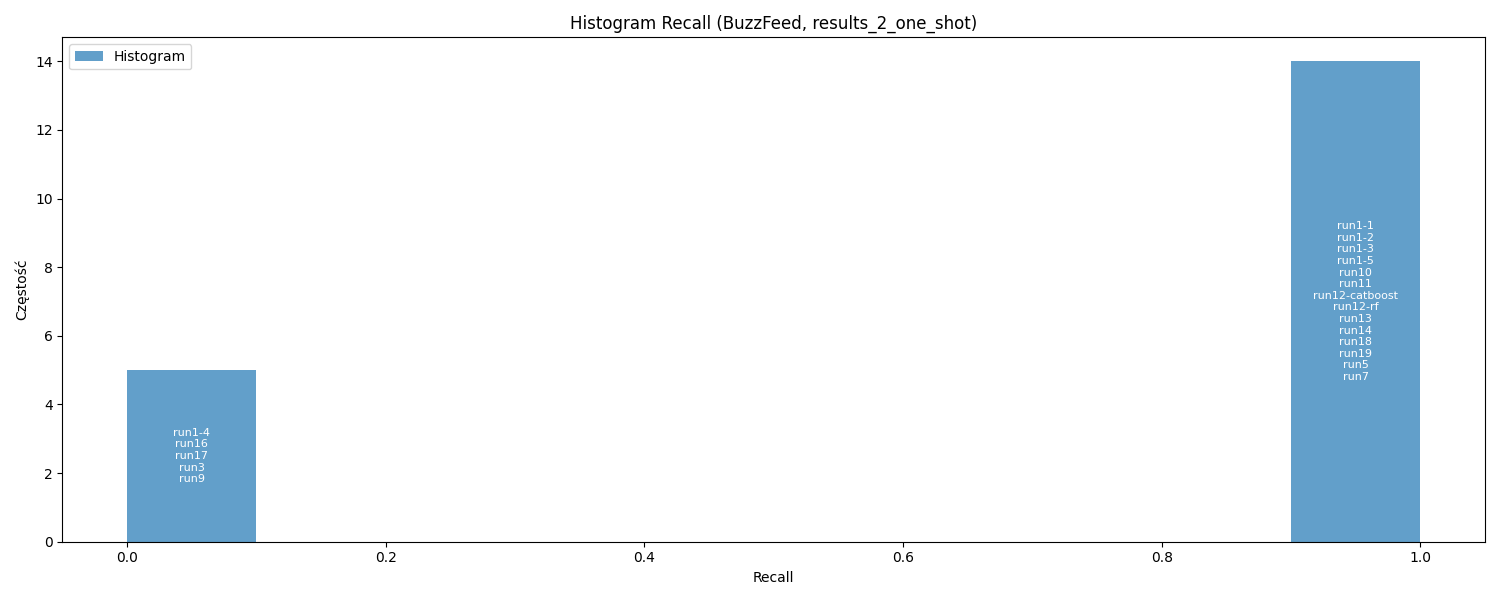 Histogram Recall (BuzzFeed, results_2_one_shot)
Histogram
Częstość
14
12
10
8
6
4
2
0
run1-4
run16
run17
run3
run9
run1-1
run1-2
run1-3
run1-5
run10
run11
run12-catboost
run12-rf
run13
run14
run18
run19
run5
run7
0.0 0.2 0.4 0.6 0.8 1.0
Recall